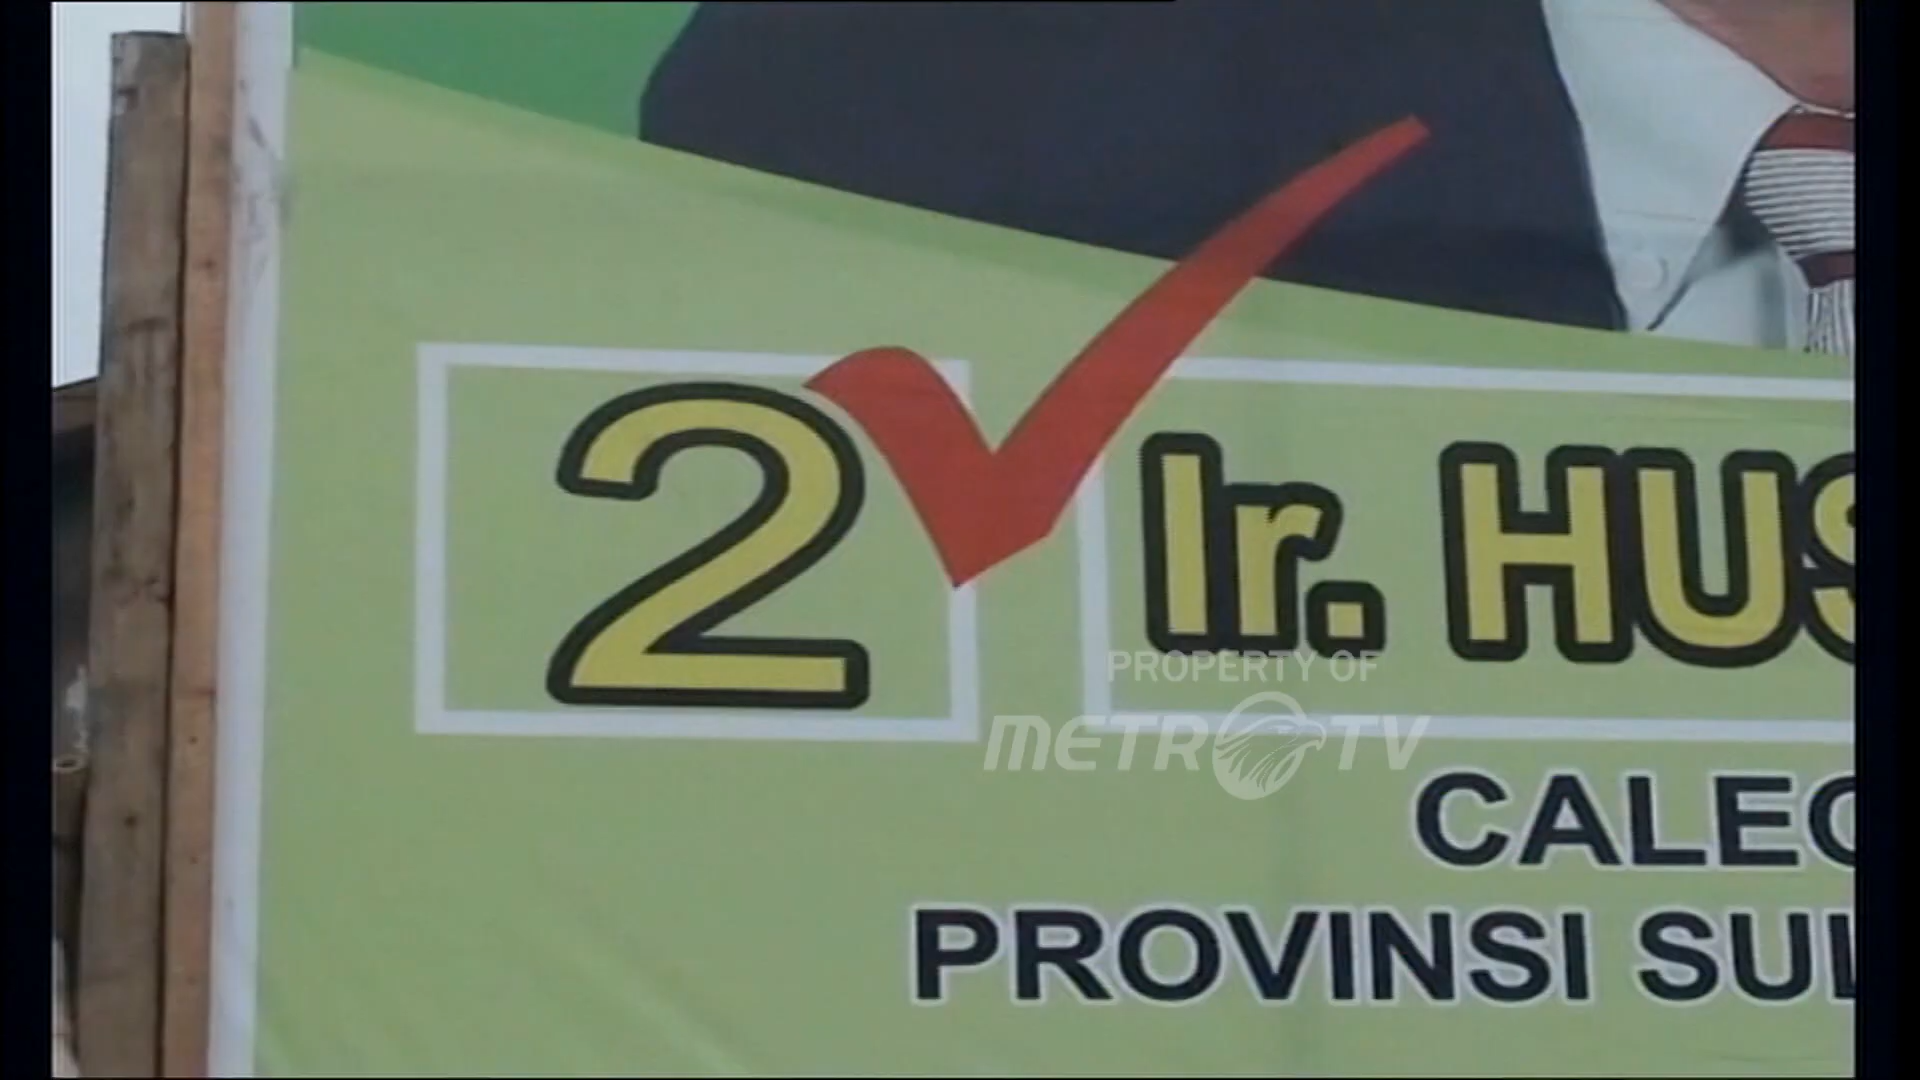 2 Ir. HUS
PROPERTY OF
METRO TV
CALEG
PROVINSI SUL